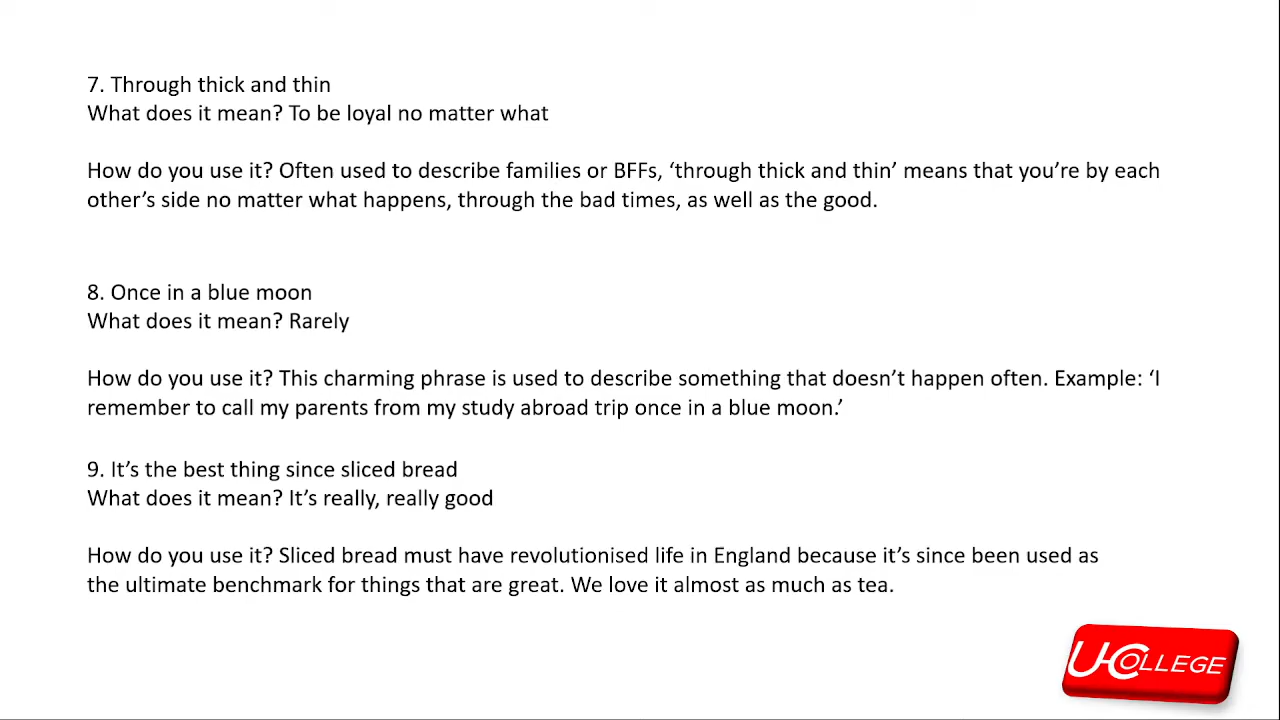 7. Through thick and thin
What does it mean? To be loyal no matter what
How do you use it? Often used to describe families or BFFs, ‘through thick and thin’ means that you’re by each
other’s side no matter what happens, through the bad times, as well as the good.
8. Once in a blue moon
What does it mean? Rarely
How do you use it? This charming phrase is used to describe something that doesn’t happen often. Example: ‘I
remember to call my parents from my study abroad trip once in a blue moon.’
9. It’s the best thing since sliced bread
What does it mean? It’s really, really good
How do you use it? Sliced bread must have revolutionised life in England because it’s since been used as
the ultimate benchmark for things that are great. We love it almost as much as tea.
U-COLLEGE